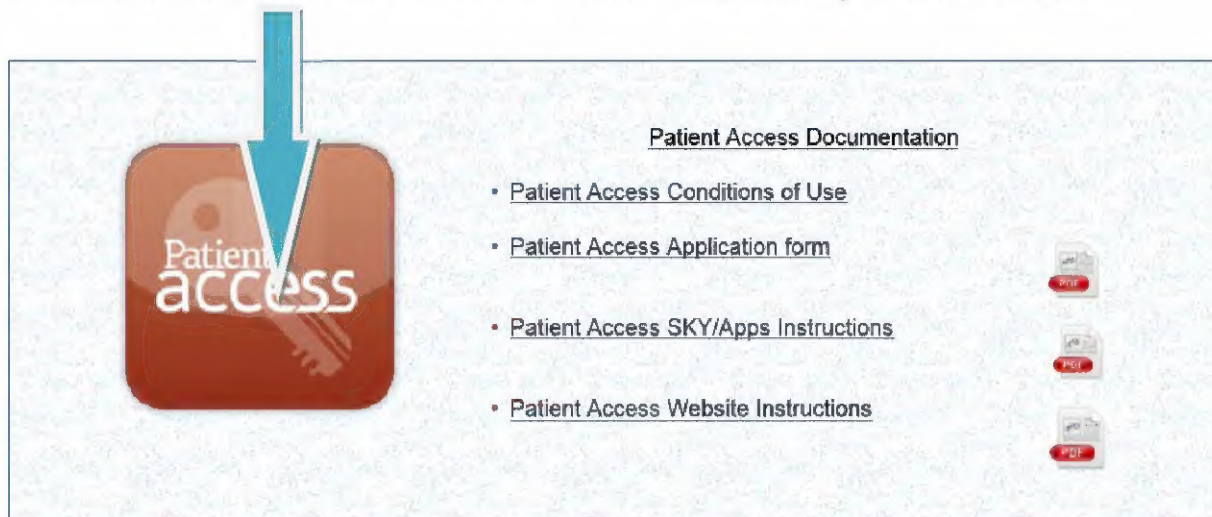 Patient Access Documentation
Patient
access
• Patient Access Conditions of Use
• Patient Access Application form
• Patient Access SKY/Apps Instructions
• Patient Access Website Instructions
PDF
PDF
PDF